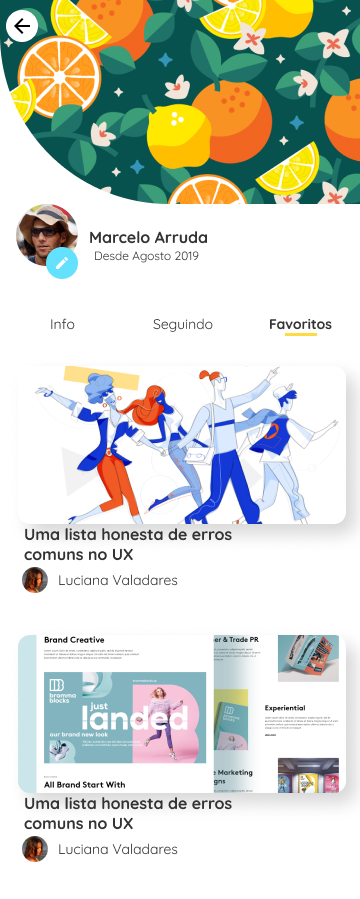 Marcelo Arruda
Desde Agosto 2019
Info
Seguindo
Favoritos
Uma lista honesta de erros
comuns no UX
Luciana Valadares
Brand Creative
er & Trade PR
bramma
blocks
just
landed
our brand new look
Experiential
e Marketing
igns
All Brand Start With
Uma lista honesta de erros
comuns no UX
Luciana Valadares